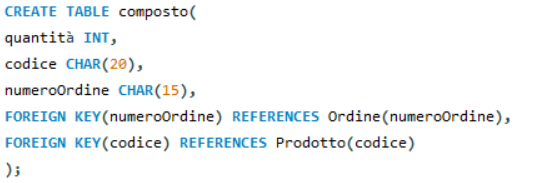 CREATE TABLE composto(
quantità INT,
codice CHAR(20),
numeroOrdine CHAR(15),
FOREIGN KEY(numeroOrdine) REFERENCES Ordine(numeroOrdine),
FOREIGN KEY(codice) REFERENCES Prodotto(codice)
);